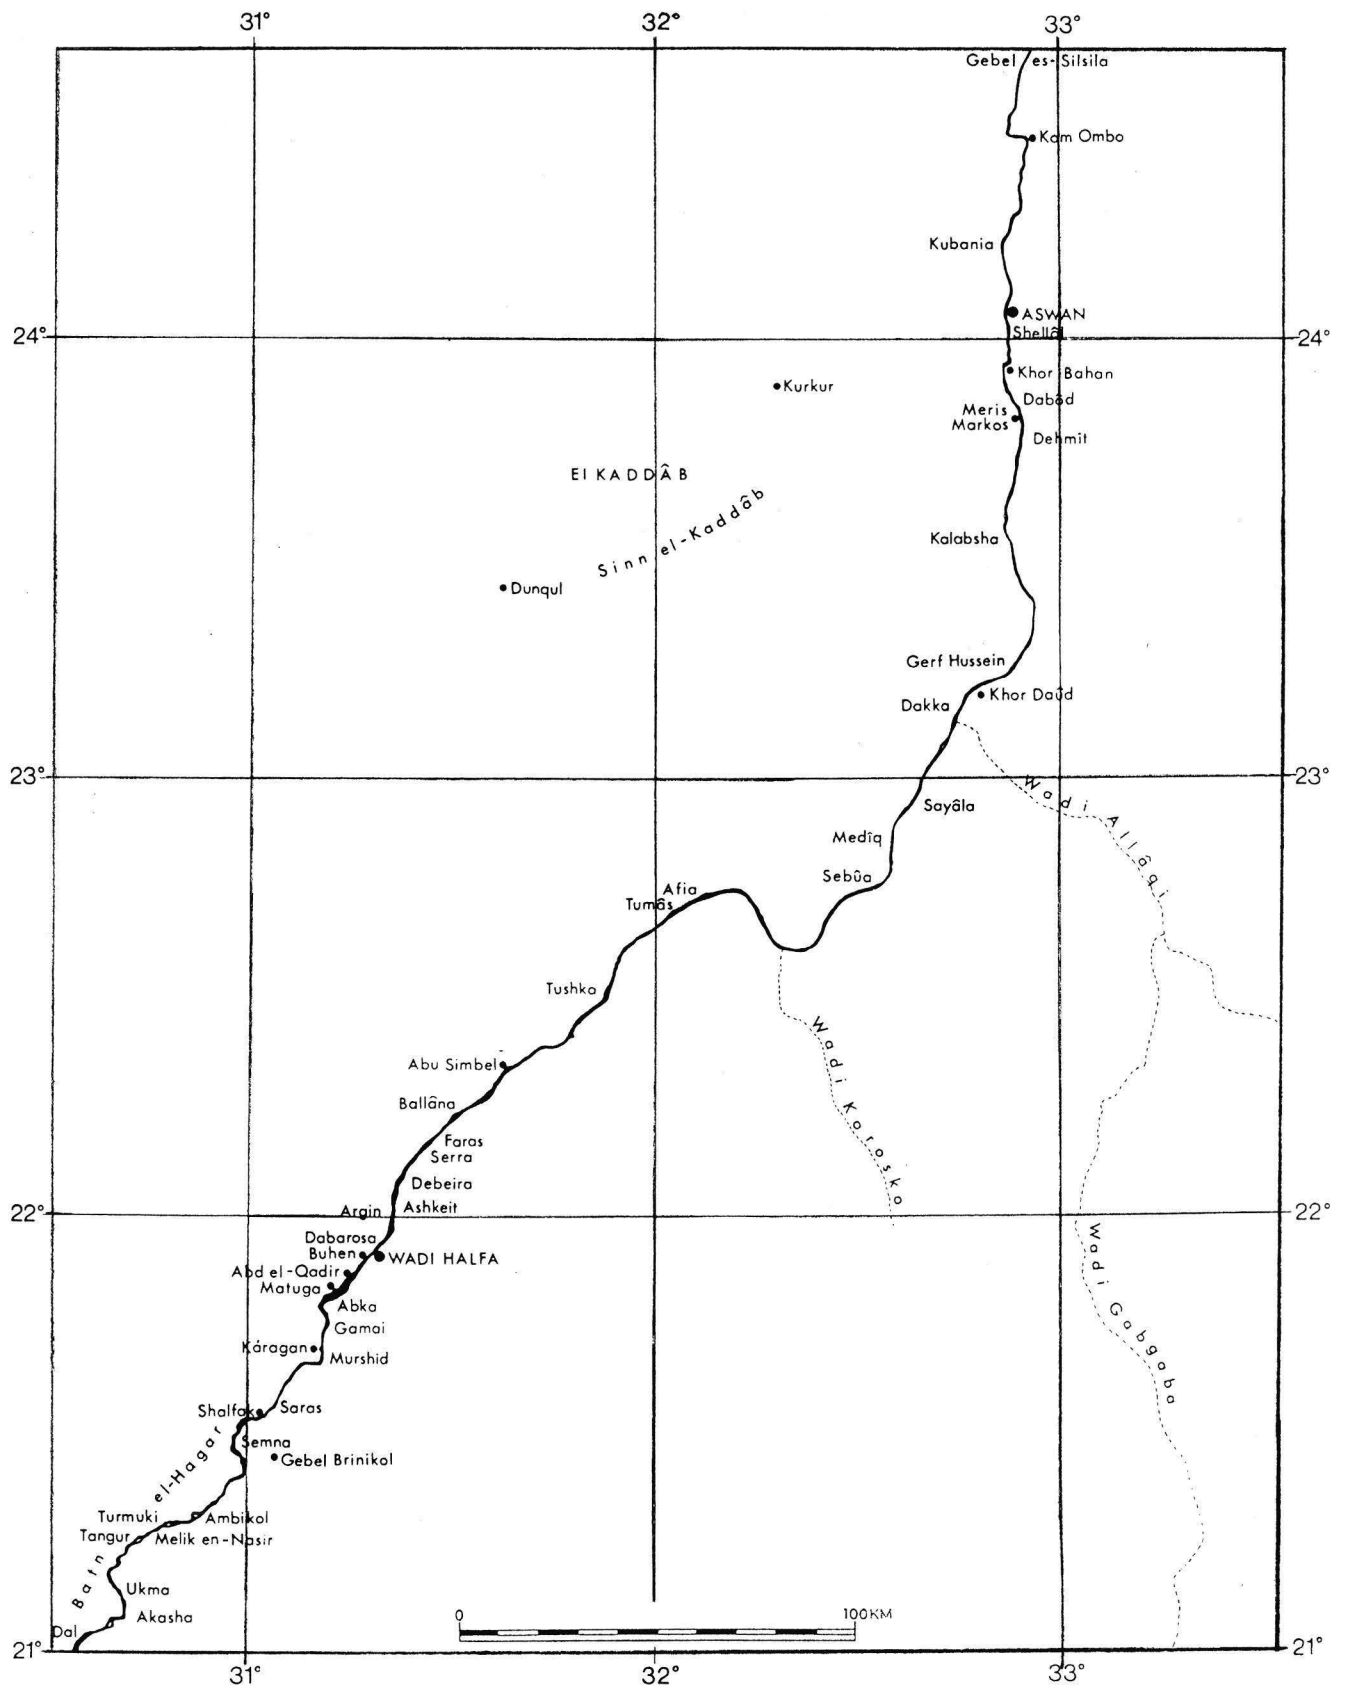 31°
32°
33°
Gebel es-Silsila
Kom Ombo
Kubania
ASWAN
Shellâl
24°
24°
Khor Bahan
Kurkur
Dabôd
Meris
Markos
Dehmît
El KADDÂB
Sinn el-Kaddâb
Kalabsha
Dunqul
Gerf Hussein
Khor Daûd
Dakka
23°
23°
Wadi Allâqi
Sayâla
Medîq
Sebûa
Afia
Tumâs
Tushka
Wadi Karosko
Abu Simbel
Ballâna
Faras
Serra
Debeira
Ashkeit
Argin
22°
22°
Dabarosa
Buhen
WADI HALFA
Abd el-Qadir
Matuga
Abka
Gamai
Wadi Gabgaba
Káragan
Murshid
Saras
Shalfak
Semna
Gebel Brinikol
Batn el-Hagar
Turmuki
Ambikol
Tangur
Melik en-Nasir
Ukma
Akasha
Dal
0
100KM
21°
21°
31°
32°
33°